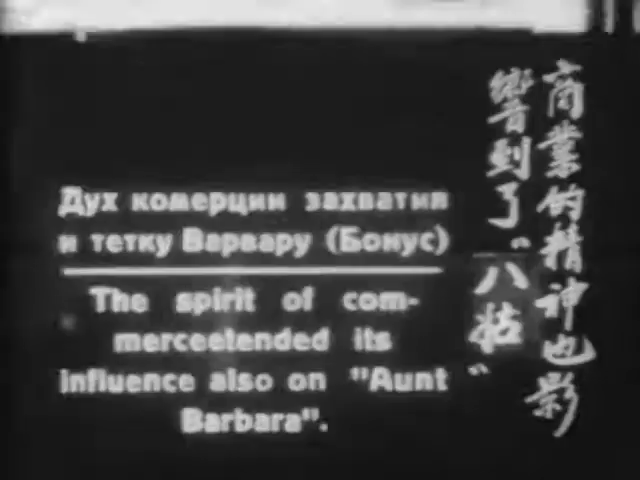 Дух комерции захватил
и тетку Варвару (Бонус)
The spirit of com-
merceetended its
influence also on "Aunt
Barbara".
商業的精神也影
響到了“八姑”